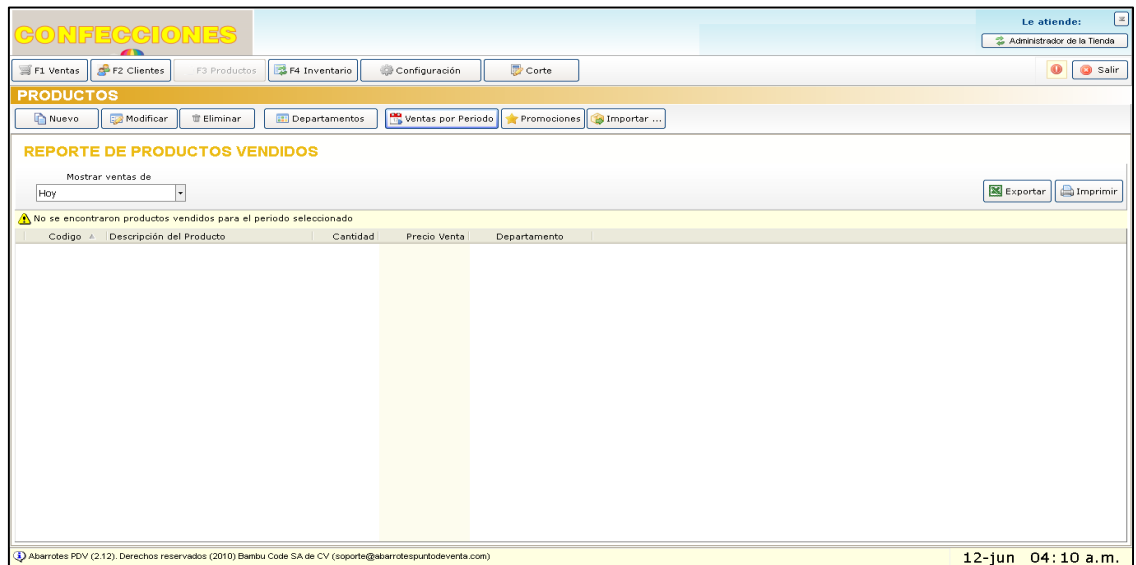 Le atiende:
CONFECCIONES
Administrador de la Tienda
F1 Ventas F2 Clientes F3 Productos F4 Inventario Configuración Corte Salir
PRODUCTOS
Nuevo Modificar Eliminar Departamentos Ventas por Periodo Promociones Importar ...
REPORTE DE PRODUCTOS VENDIDOS
Mostrar ventas de
Hoy
Exportar Imprimir
No se encontraron productos vendidos para el periodo seleccionado
Codigo Descripción del Producto Cantidad Precio Venta Departamento
Abarrotes PDV (2.12). Derechos reservados (2010) Bambu Code SA de CV (soporte@abarrotespuntodeventa.com)
12-jun 04:10 a.m.